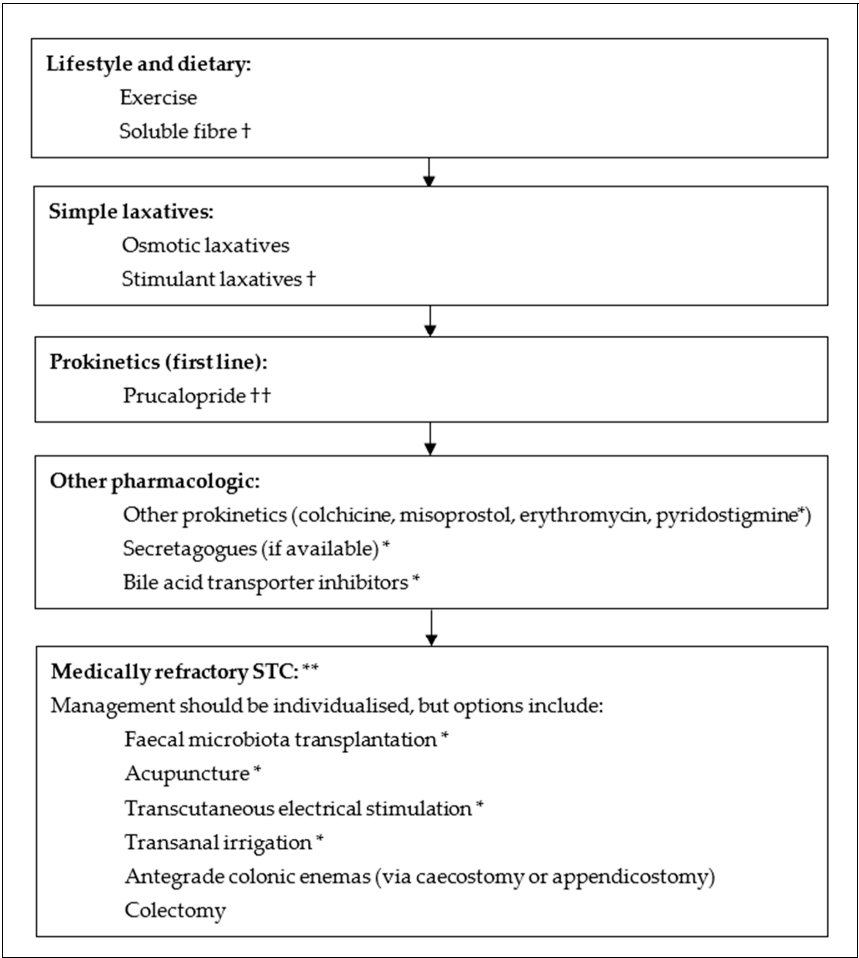 Lifestyle and dietary:
Exercise
Soluble fibre †
Simple laxatives:
Osmotic laxatives
Stimulant laxatives †
Prokinetics (first line):
Prucalopride ††
Other pharmacologic:
Other prokinetics (colchicine, misoprostol, erythromycin, pyridostigmine*)
Secretagogues (if available) *
Bile acid transporter inhibitors *
Medically refractory STC: **
Management should be individualised, but options include:
Faecal microbiota transplantation *
Acupuncture *
Transcutaneous electrical stimulation *
Transanal irrigation *
Antegrade colonic enemas (via caecostomy or appendicostomy)
Colectomy